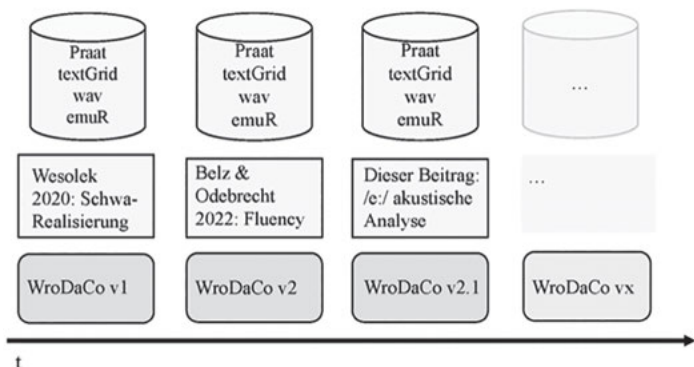 Praat
textGrid
wav
emuR
Praat
textGrid
wav
emuR
Praat
textGrid
wav
emuR
...
Wesolek
2020: Schwa-
Realisierung
Belz &
Odebrecht
2022: Fluency
Dieser Beitrag:
/e:/ akustische
Analyse
...
WroDaCo v1
WroDaCo v2
WroDaCo v2.1
WroDaCo vx
t